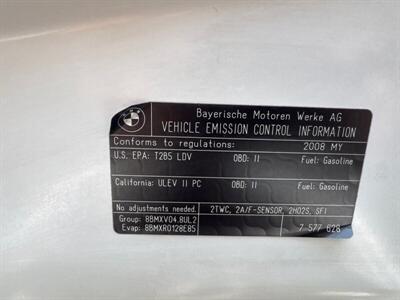 BMW
Bayerische Motoren Werke AG
VEHICLE EMISSION CONTROL INFORMATION
Conforms to regulations: 2008 MY
U.S. EPA: T2B5 LDV OBD: II Fuel: Gasoline
California: ULEV II PC OBD: II Fuel: Gasoline
No adjustments needed. 2TWC, 2A/F-SENSOR, 2HO2S, SFI
Group: 8BMXV04.8UL2
Evap: 8BMXR0128E85 7 577 628